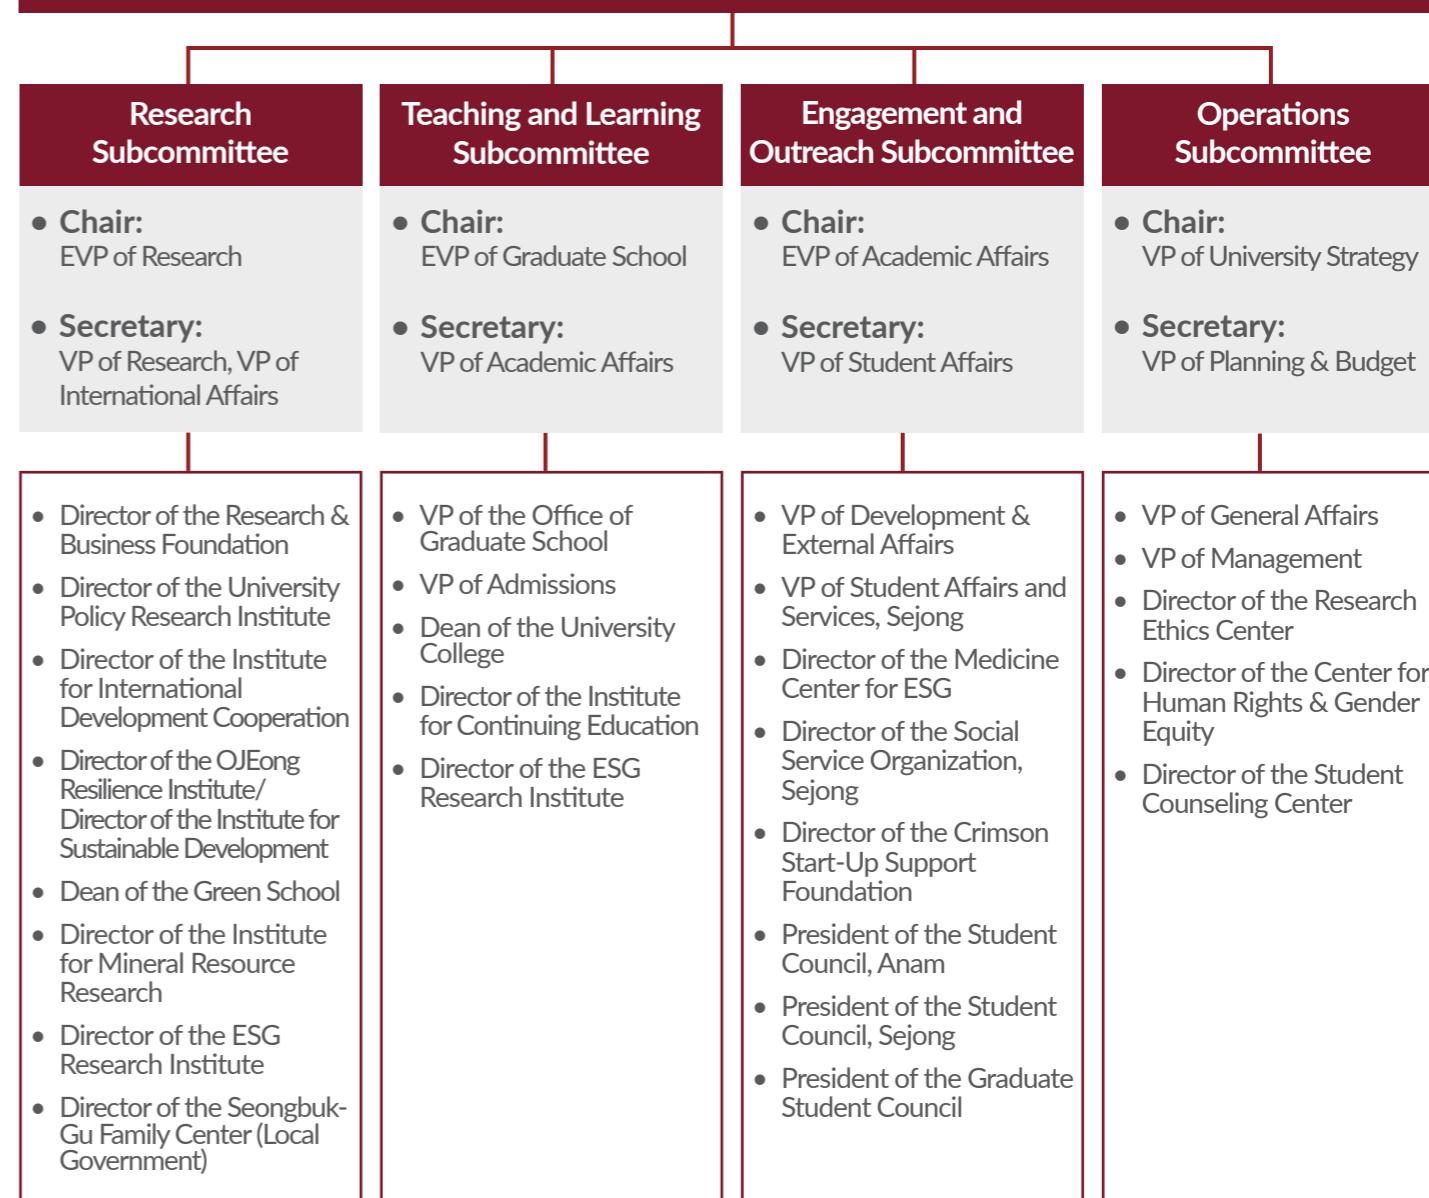 Research
Subcommittee
• Chair:
EVP of Research
• Secretary:
VP of Research, VP of
International Affairs
• Director of the Research &
Business Foundation
• Director of the University
Policy Research Institute
• Director of the Institute
for International
Development Cooperation
• Director of the OJEong
Resilience Institute/
Director of the Institute for
Sustainable Development
• Dean of the Green School
• Director of the Institute
for Mineral Resource
Research
• Director of the ESG
Research Institute
• Director of the Seongbuk-
Gu Family Center (Local
Government)
Teaching and Learning
Subcommittee
• Chair:
EVP of Graduate School
• Secretary:
VP of Academic Affairs
• VP of the Office of
Graduate School
• VP of Admissions
• Dean of the University
College
• Director of the Institute
for Continuing Education
• Director of the ESG
Research Institute
Engagement and
Outreach Subcommittee
• Chair:
EVP of Academic Affairs
• Secretary:
VP of Student Affairs
• VP of Development &
External Affairs
• VP of Student Affairs and
Services, Sejong
• Director of the Medicine
Center for ESG
• Director of the Social
Service Organization,
Sejong
• Director of the Crimson
Start-Up Support
Foundation
• President of the Student
Council, Anam
• President of the Student
Council, Sejong
• President of the Graduate
Student Council
Operations
Subcommittee
• Chair:
VP of University Strategy
• Secretary:
VP of Planning & Budget
• VP of General Affairs
• VP of Management
• Director of the Research
Ethics Center
• Director of the Center for
Human Rights & Gender
Equity
• Director of the Student
Counseling Center